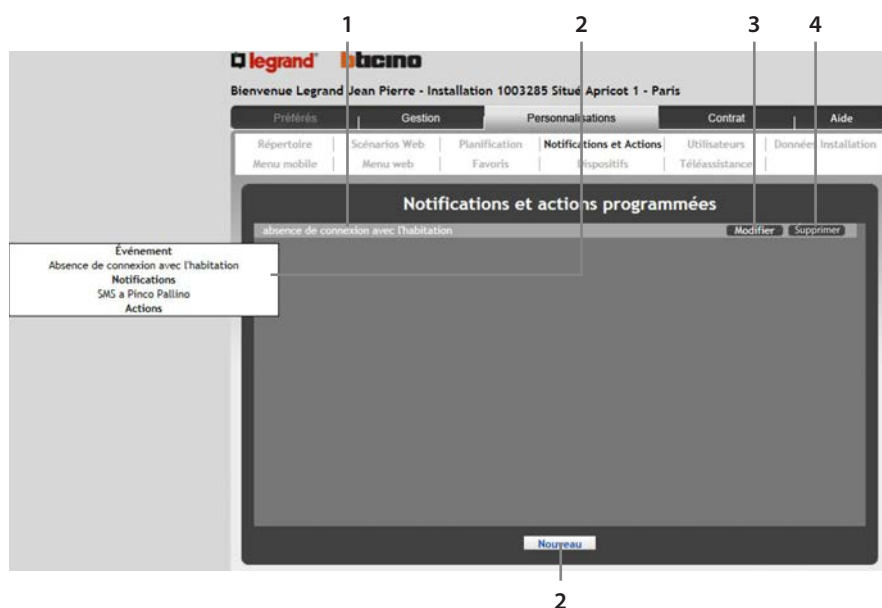 1 2 3 4
legrand bticino
Bienvenue Legrand Jean Pierre - Installation 1003285 Situé Apricot 1 - Paris
Préférés Gestion Personnalisations Contrat Aide
Répertoire Scénarios Web Planification Notifications et Actions Utilisateurs Données Installation
Menu mobile Menu web Favoris Dispositifs Téléassistance
Notifications et actions programmées
absence de connexion avec l'habitation Modifier Supprimer
Événement
Absence de connexion avec l'habitation
Notifications
SMS a Pinco Pallino
Actions
Nouveau
2